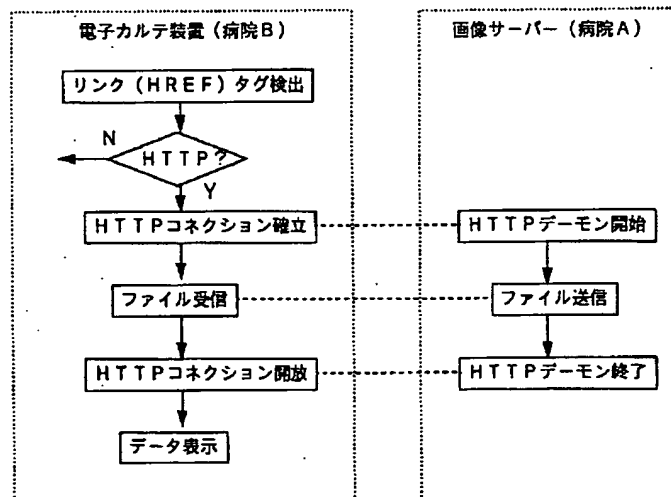 電子カルテ装置（病院B）
リンク（HREF）タグ検出
N
HTTP?
Y
HTTPコネクション確立
ファイル受信
HTTPコネクション開放
データ表示
画像サーバー（病院A）
HTTPデーモン開始
ファイル送信
HTTPデーモン終了